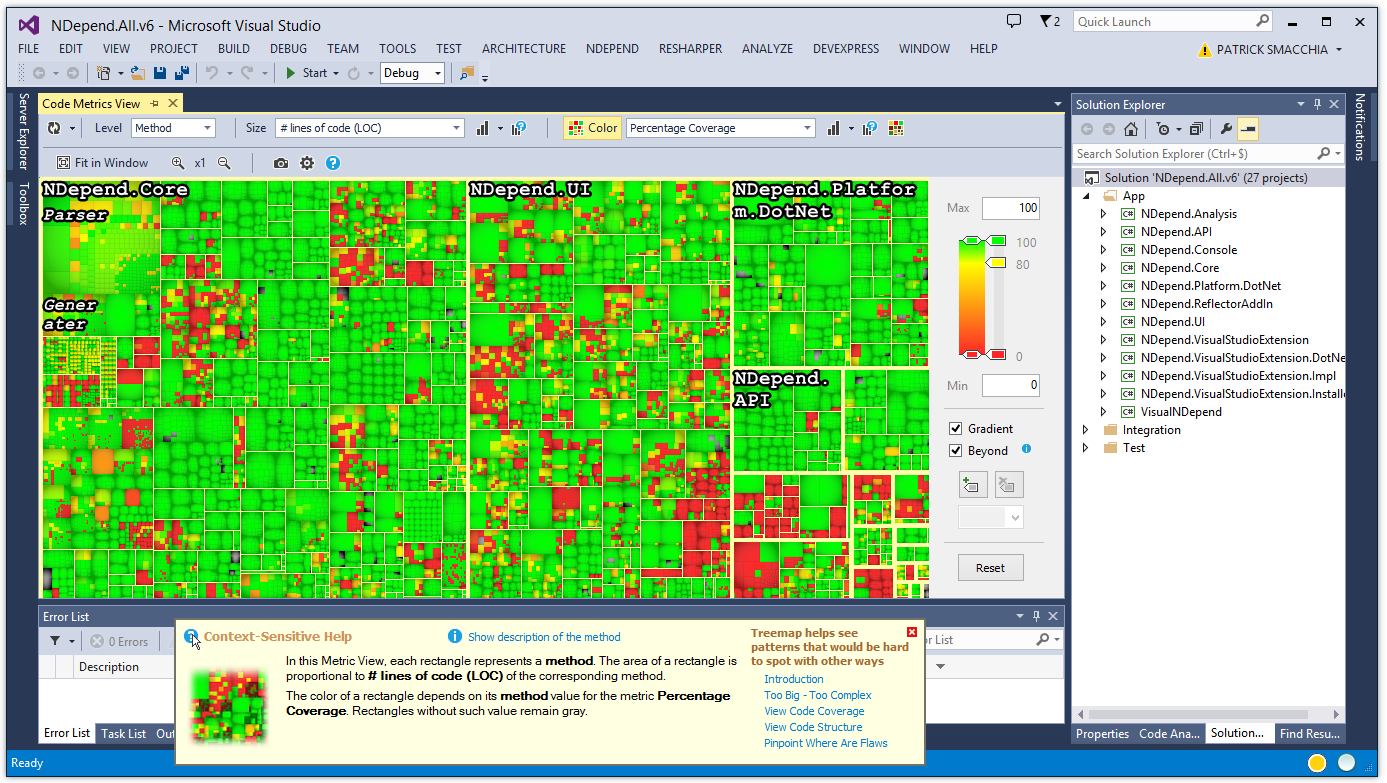 NDepend.All.v6 - Microsoft Visual Studio
2
Quick Launch
FILE EDIT VIEW PROJECT BUILD DEBUG TEAM TOOLS TEST ARCHITECTURE NDEPEND RESHARPER ANALYZE DEVEXPRESS WINDOW HELP
PATRICK SMACCHIA
Start
Debug
Server Explorer
Toolbox
Code Metrics View
Level Method Size # lines of code (LOC) Color Percentage Coverage
Fit in Window x1
NDepend.Core
Parser
Gener
ater
NDepend.UI
NDepend.Platfor
m.DotNet
NDepend.
API
Max 100
100
80
0
Min 0
Gradient
Beyond
Reset
Solution Explorer
Search Solution Explorer (Ctrl+$)
Solution 'NDepend.All.v6' (27 projects)
App
C# NDepend.Analysis
C# NDepend.API
C# NDepend.Console
C# NDepend.Core
C# NDepend.Platform.DotNet
C# NDepend.ReflectorAddIn
C# NDepend.UI
C# NDepend.VisualStudioExtension
C# NDepend.VisualStudioExtension.DotNe
C# NDepend.VisualStudioExtension.Impl
C# NDepend.VisualStudioExtension.Installe
C# VisualNDepend
Integration
Test
Notifications
Error List
0 Errors
r List
Description
Context-Sensitive Help
Show description of the method
In this Metric View, each rectangle represents a method. The area of a rectangle is
proportional to # lines of code (LOC) of the corresponding method.
The color of a rectangle depends on its method value for the metric Percentage
Coverage. Rectangles without such value remain gray.
Treemap helps see
patterns that would be hard
to spot with other ways
Introduction
Too Big - Too Complex
View Code Coverage
View Code Structure
Pinpoint Where Are Flaws
Error List Task List Out
Properties Code Ana... Solution... Find Resu...
Ready